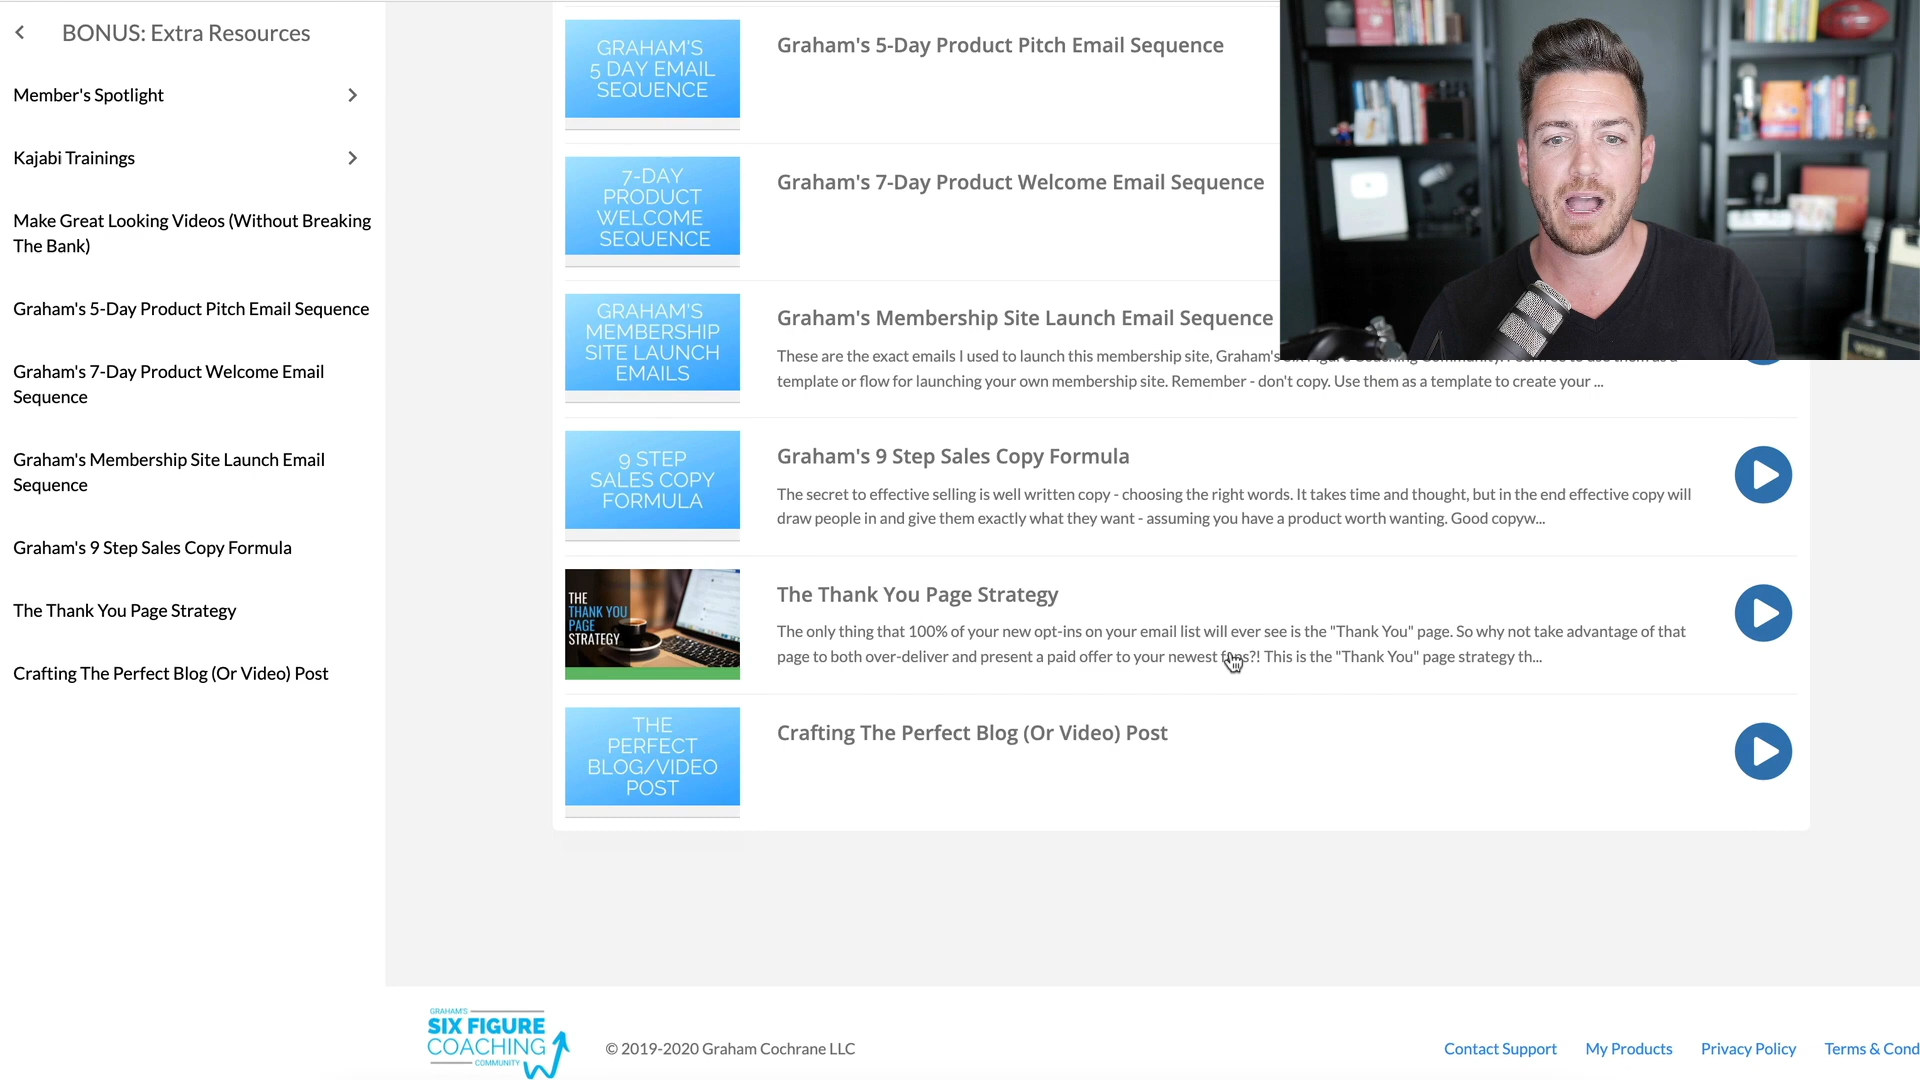 BONUS: Extra Resources
Member's Spotlight
Kajabi Trainings
Make Great Looking Videos (Without Breaking
The Bank)
Graham's 5-Day Product Pitch Email Sequence
Graham's 7-Day Product Welcome Email
Sequence
Graham's Membership Site Launch Email
Sequence
Graham's 9 Step Sales Copy Formula
The Thank You Page Strategy
Crafting The Perfect Blog (Or Video) Post
GRAHAM'S
5 DAY EMAIL
SEQUENCE
Graham's 5-Day Product Pitch Email Sequence
7-DAY
PRODUCT
WELCOME
SEQUENCE
Graham's 7-Day Product Welcome Email Sequence
GRAHAM'S
MEMBERSHIP
SITE LAUNCH
EMAILS
Graham's Membership Site Launch Email Sequence
These are the exact emails I used to launch this membership site, Graham's
template or flow for launching your own membership site. Remember - don't copy. Use them as a template to create your ...
9 STEP
SALES COPY
FORMULA
Graham's 9 Step Sales Copy Formula
The secret to effective selling is well written copy - choosing the right words. It takes time and thought, but in the end effective copy will
draw people in and give them exactly what they want - assuming you have a product worth wanting. Good copyw...
THE
THANK YOU
PAGE
STRATEGY
The Thank You Page Strategy
The only thing that 100% of your new opt-ins on your email list will ever see is the "Thank You" page. So why not take advantage of that
page to both over-deliver and present a paid offer to your newest fans?! This is the "Thank You" page strategy th...
THE
PERFECT
BLOG/VIDEO
POST
Crafting The Perfect Blog (Or Video) Post
GRAHAM'S
SIX FIGURE
COACHING
COMMUNITY
© 2019-2020 Graham Cochrane LLC
Contact Support
My Products
Privacy Policy
Terms & Cond